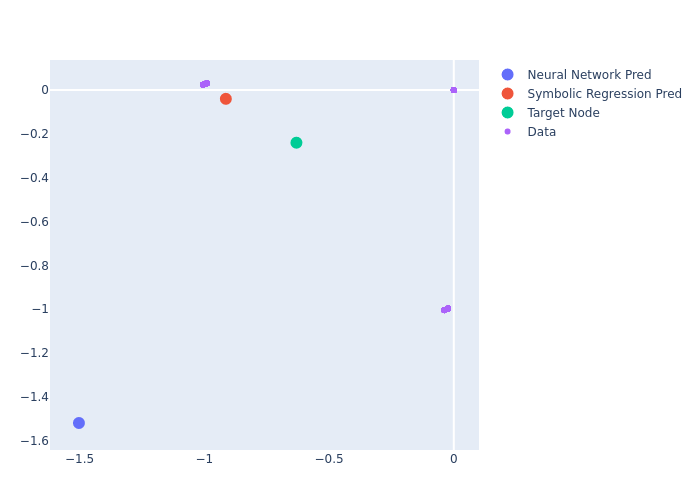 Neural Network Pred
Symbolic Regression Pred
Target Node
Data
0
−0.2
−0.4
−0.6
−0.8
−1
−1.2
−1.4
−1.6
−1.5 −1 −0.5 0